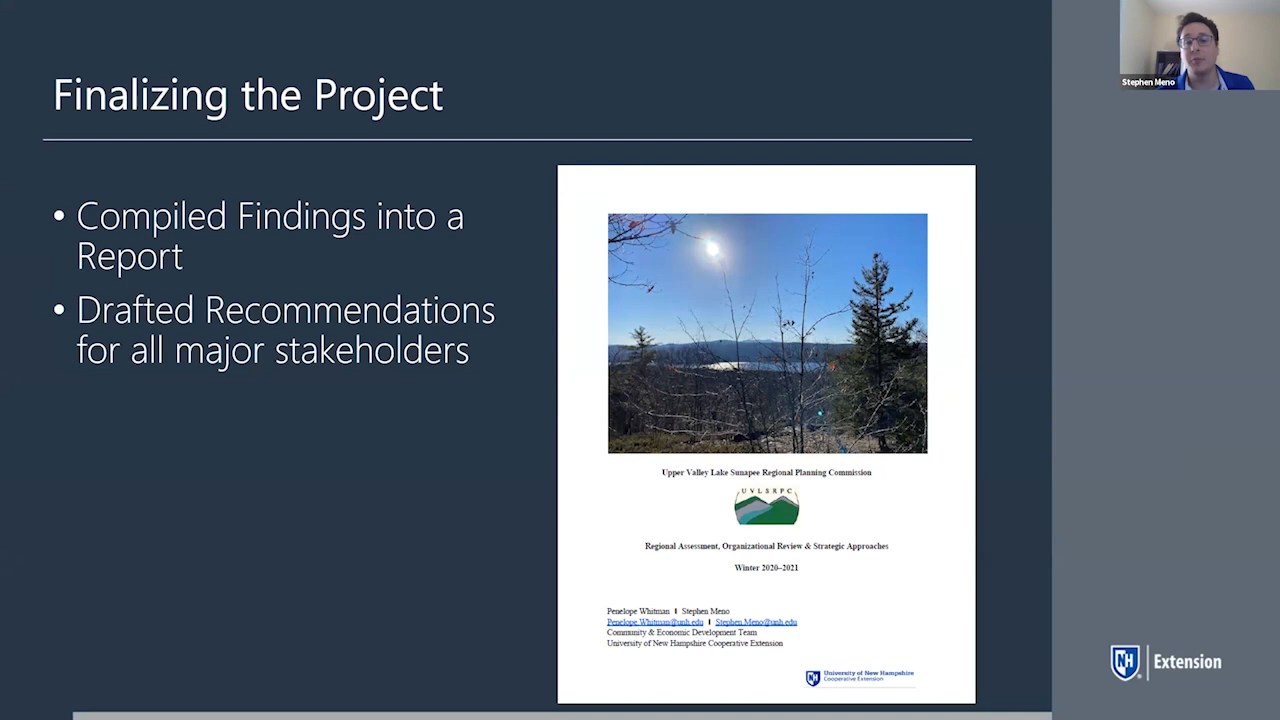 Finalizing the Project
• Compiled Findings into a
Report
• Drafted Recommendations
for all major stakeholders
Upper Valley Lake Sunapee Regional Planning Commission
UVLSRPC
Regional Assessment, Organizational Review & Strategic Approaches
Winter 2020–2021
Penelope Whitman I Stephen Meno
Penelope.Whitman@unh.edu I Stephen.Meno@unh.edu
Community & Economic Development Team
University of New Hampshire Cooperative Extension
NH University of New Hampshire
Cooperative Extension
Stephen Meno
NH Extension